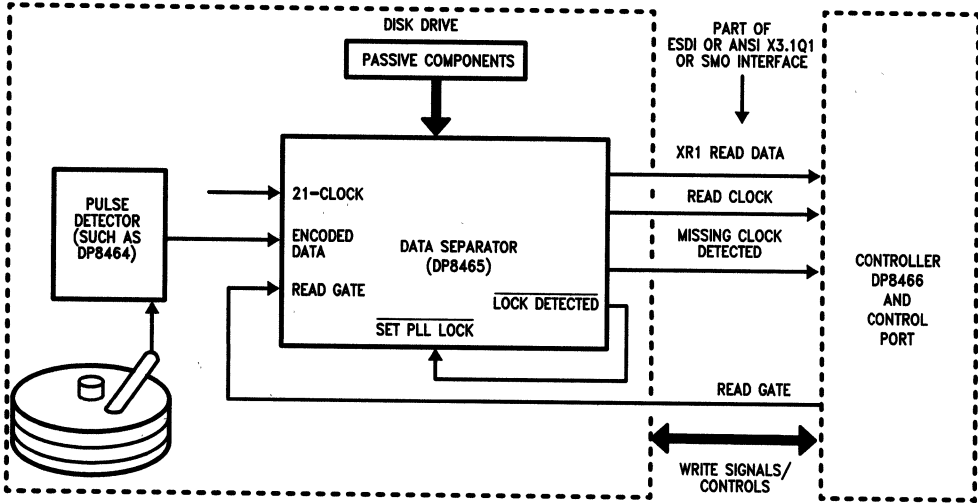 DISK DRIVE
PASSIVE COMPONENTS
PART OF
ESDI OR ANSI X3.1Q1
OR SMO INTERFACE
PULSE
DETECTOR
(SUCH AS
DP8464)
21-CLOCK
ENCODED
DATA
READ GATE
DATA SEPARATOR
(DP8465)
LOCK DETECTED
SET PLL LOCK
XR1 READ DATA
READ CLOCK
MISSING CLOCK
DETECTED
CONTROLLER
DP8466
AND
CONTROL
PORT
READ GATE
WRITE SIGNALS/
CONTROLS